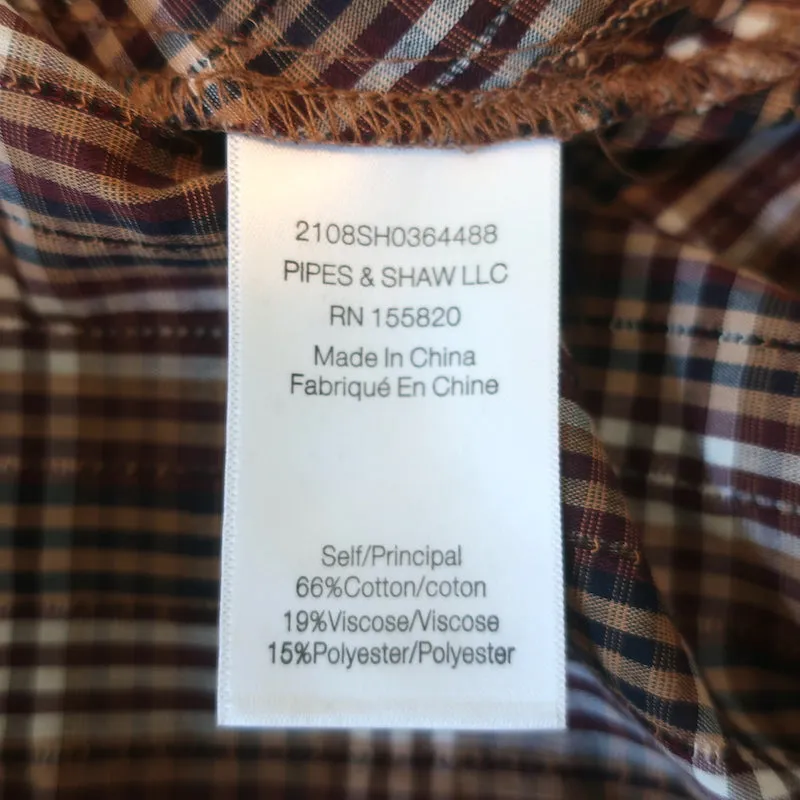 2108SH0364488
PIPES & SHAW LLC
RN 155820
Made In China
Fabriqué En Chine
Self/Principal
66%Cotton/coton
19%Viscose/Viscose
15%Polyester/Polyester